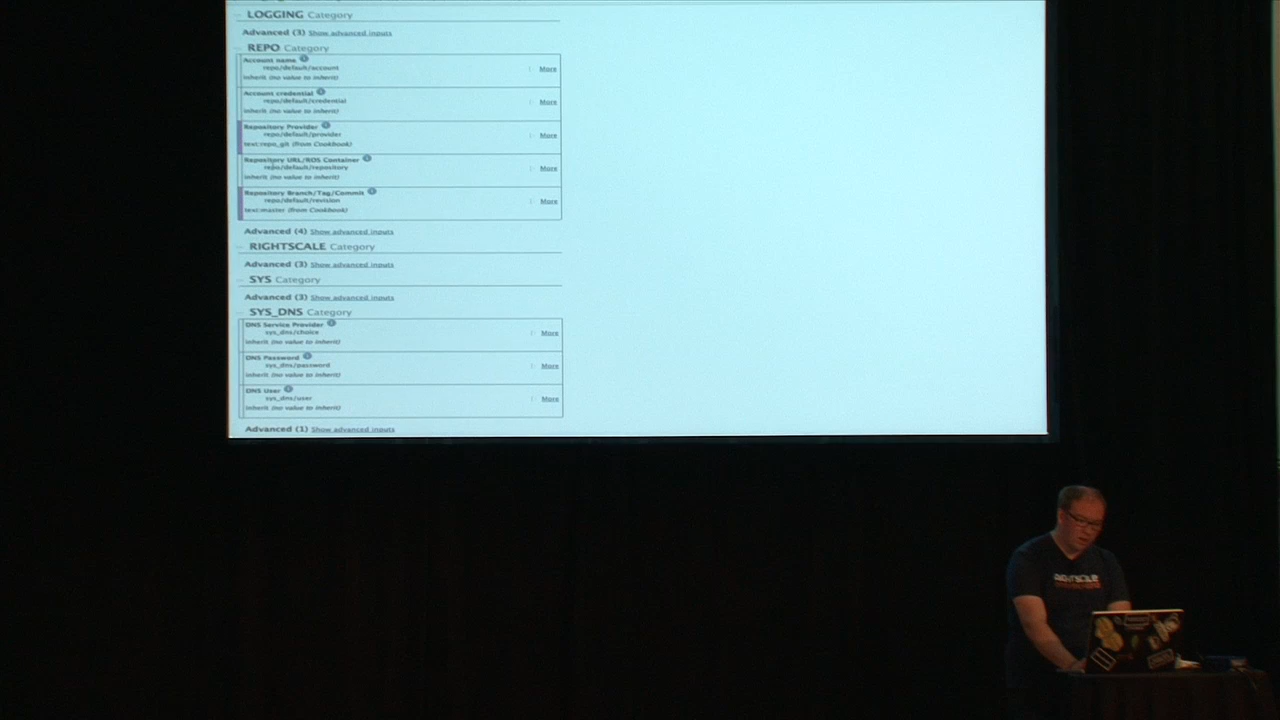 LOGGING Category
Advanced (3) Show advanced inputs
REPO Category
Account name
repo/default/account
Inherit (no value to inherit)
More
Account credential
repo/default/credential
Inherit (no value to inherit)
More
Repository Provider
repo/default/provider
text:repo_git (from Cookbook)
More
Repository URL/ROS Container
repo/default/repository
Inherit (no value to inherit)
More
Repository Branch/Tag/Commit
repo/default/revision
text:master (from Cookbook)
More
Advanced (4) Show advanced inputs
RIGHTSCALE Category
Advanced (3) Show advanced inputs
SYS Category
Advanced (3) Show advanced inputs
SYS_DNS Category
DNS Service Provider
sys_dns/choice
Inherit (no value to inherit)
More
DNS Password
sys_dns/password
Inherit (no value to inherit)
More
DNS User
sys_dns/user
Inherit (no value to inherit)
More
Advanced (1) Show advanced inputs
RIGHTSCALE